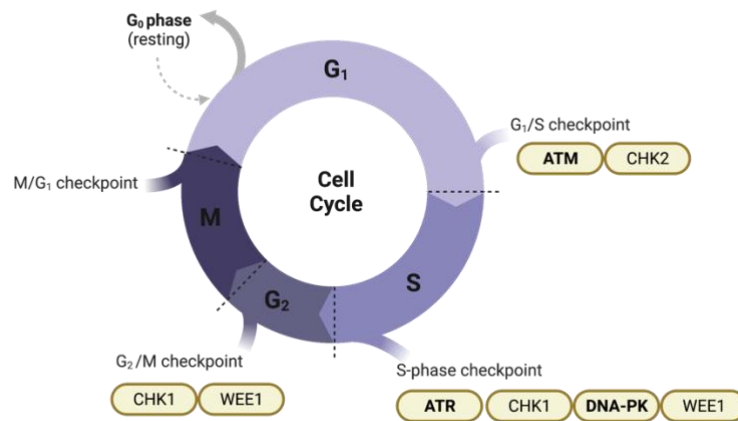 G₀ phase
(resting)
G₁
G₁/S checkpoint
ATM CHK2
M/G₁ checkpoint
Cell
Cycle
M
S
G₂
G₂/M checkpoint
CHK1 WEE1
S-phase checkpoint
ATR CHK1 DNA-PK WEE1